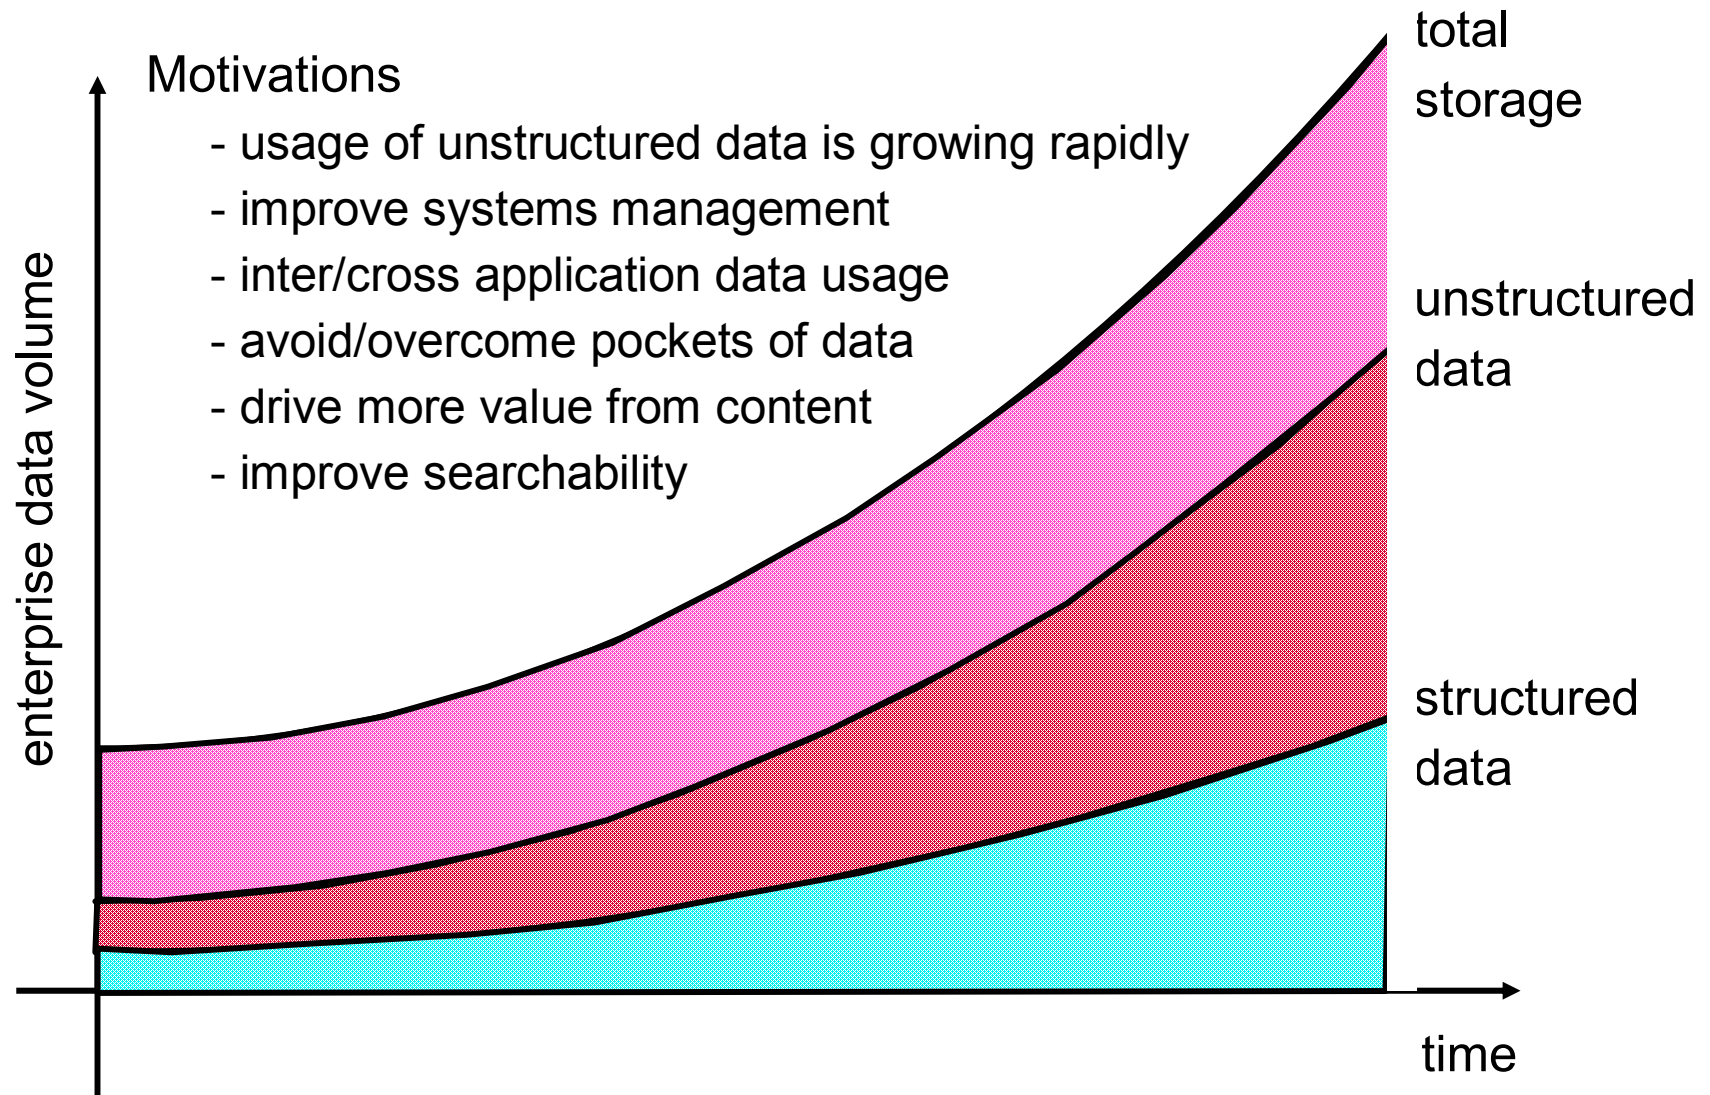 Motivations
- usage of unstructured data is growing rapidly
- improve systems management
- inter/cross application data usage
- avoid/overcome pockets of data
- drive more value from content
- improve searchability
enterprise data volume
total
storage
unstructured
data
structured
data
time